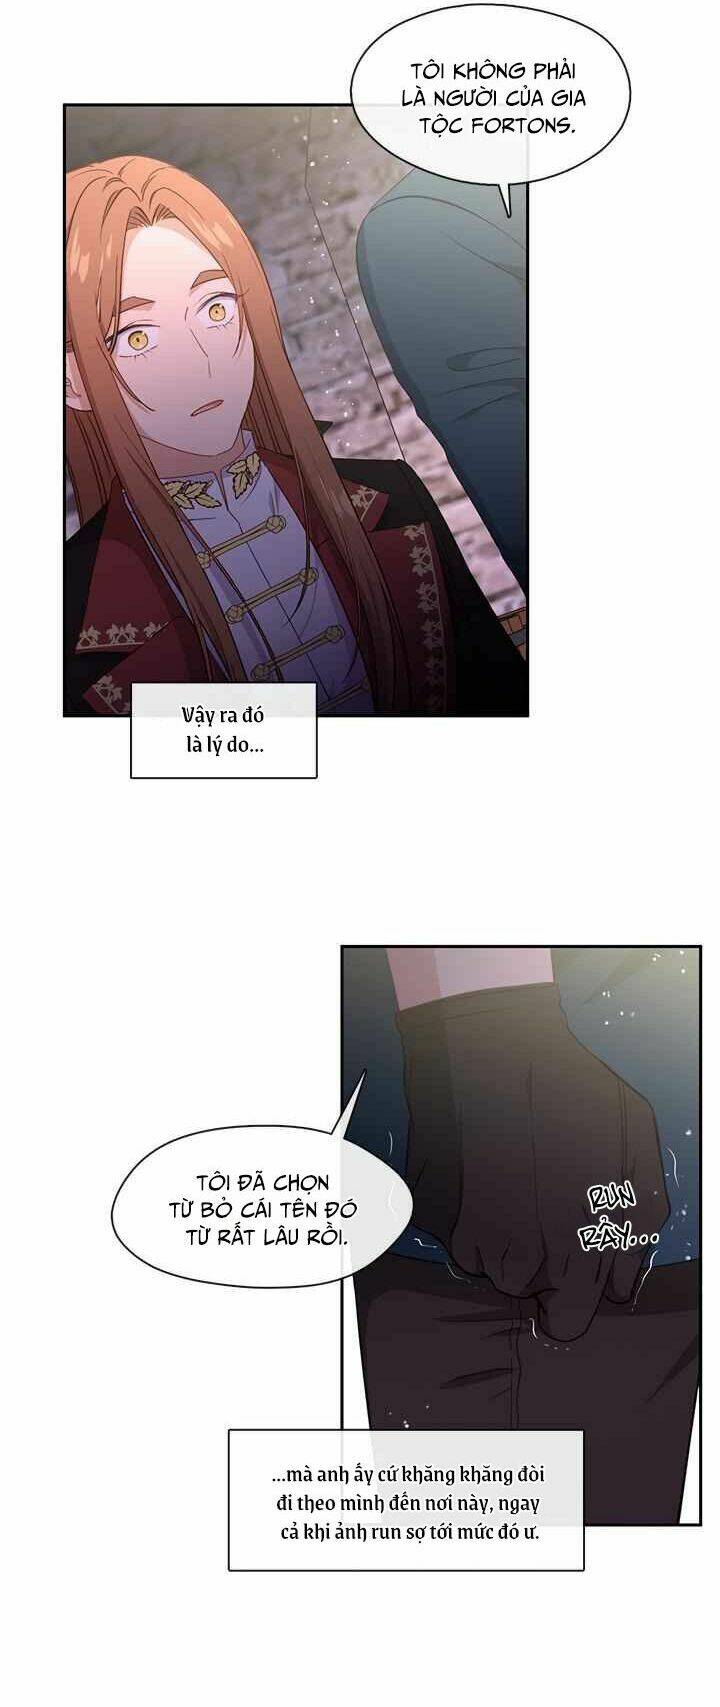 TÔI KHÔNG PHẢI
LÀ NGƯỜI CỦA GIA
TỘC FORTONS.
Vậy ra đó
là lý do...
TÔI ĐÃ CHỌN
TỪ BỎ CÁI TÊN ĐÓ
TỪ RẤT LÂU RỒI.
RUN
RẨY...
...mà anh ấy cứ khăng khăng đòi
đi theo mình đến nơi này, ngay
cả khi ảnh run sợ tới mức đó ư.